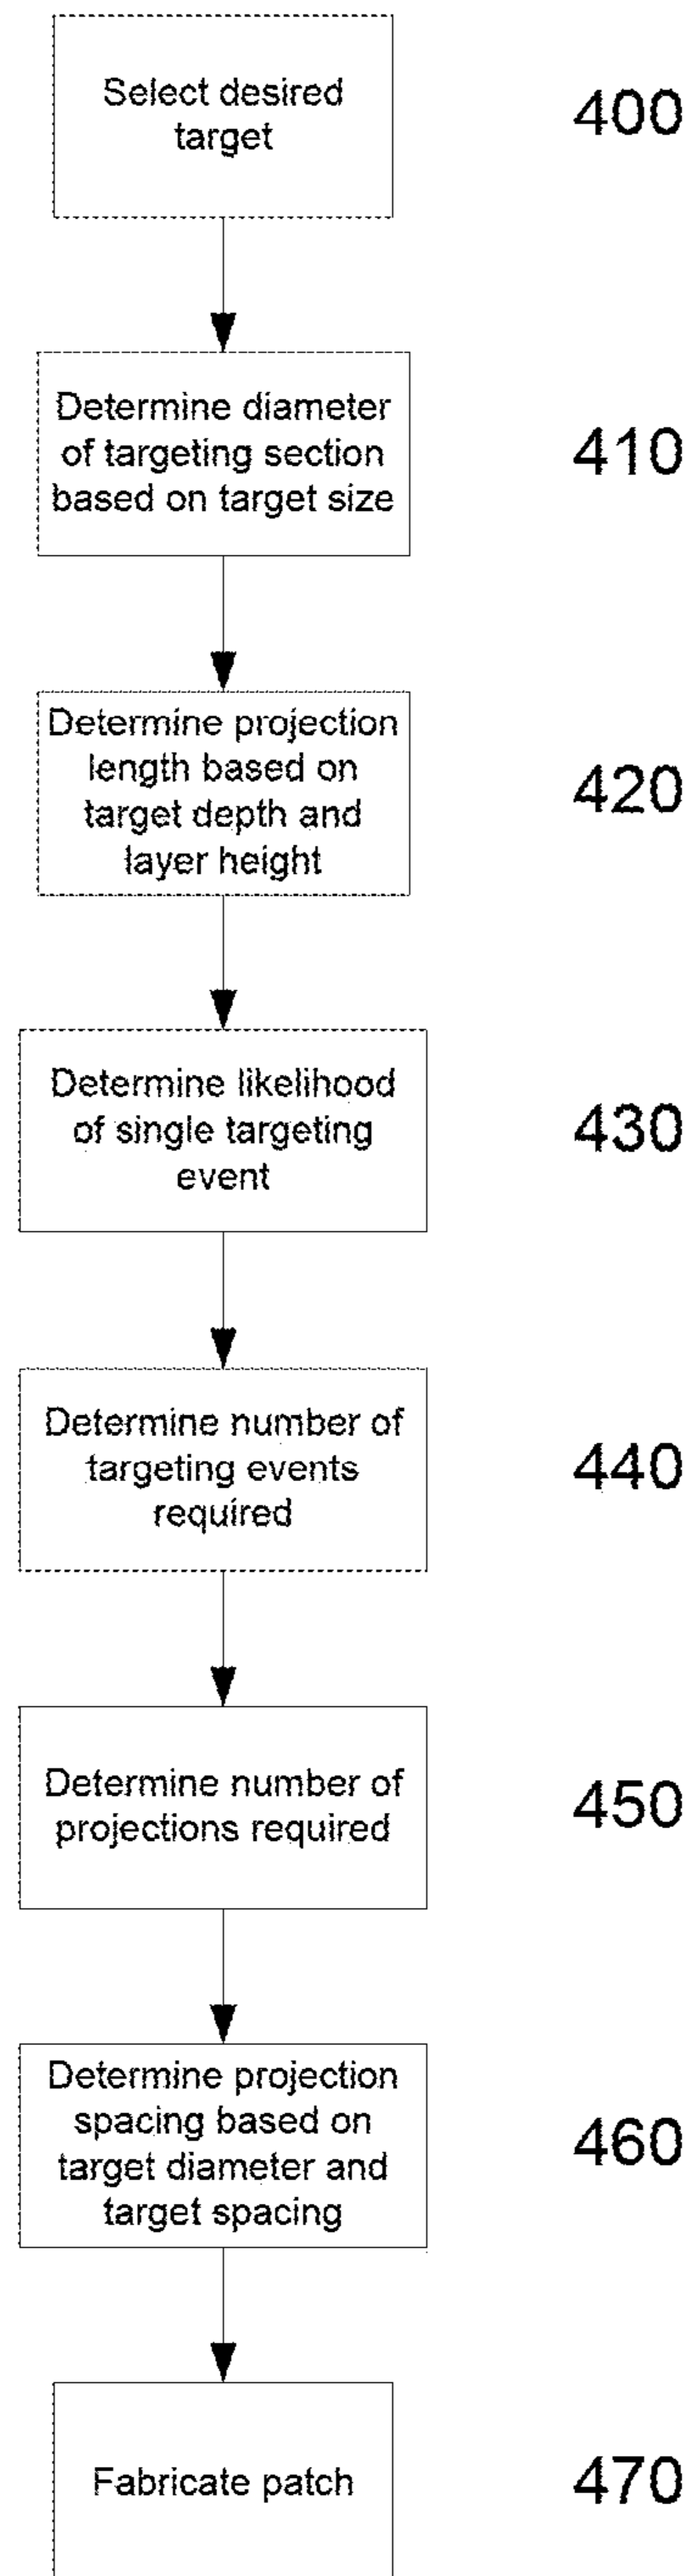 Select desired
target
400
Determine diameter
of targeting section
based on target size
410
Determine projection
length based on
target depth and
layer height
420
Determine likelihood
of single targeting
event
430
Determine number of
targeting events
required
440
Determine number of
projections required
450
Determine projection
spacing based on
target diameter and
target spacing
460
Fabricate patch
470